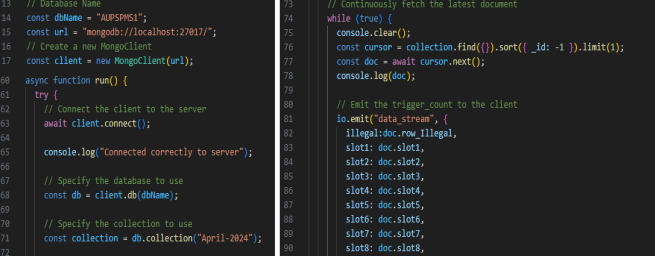 13 // Database Name
14 const dbName = "AUPSPMS1";
15 const url = "mongodb://localhost:27017/";
16 // Create a new MongoClient
17 const client = new MongoClient(url);
60 async function run() {
61 try {
62 // Connect the client to the server
63 await client.connect();
64
65 console.log("Connected correctly to server");
66
67 // Specify the database to use
68 const db = client.db(dbName);
69
70 // Specify the collection to use
71 const collection = db.collection("April-2024");
72
73 // Continuously fetch the latest document
74 while (true) {
75 console.clear();
76 const cursor = collection.find({}).sort({ _id: -1 }).limit(1);
77 const doc = await cursor.next();
78 console.log(doc);
79
80 // Emit the trigger_count to the client
81 io.emit("data_stream", {
82 illegal:doc.row_Illegal,
83 slot1: doc.slot1,
84 slot2: doc.slot2,
85 slot3: doc.slot3,
86 slot4: doc.slot4,
87 slot5: doc.slot5,
88 slot6: doc.slot6,
89 slot7: doc.slot7,
90 slot8: doc.slot8,